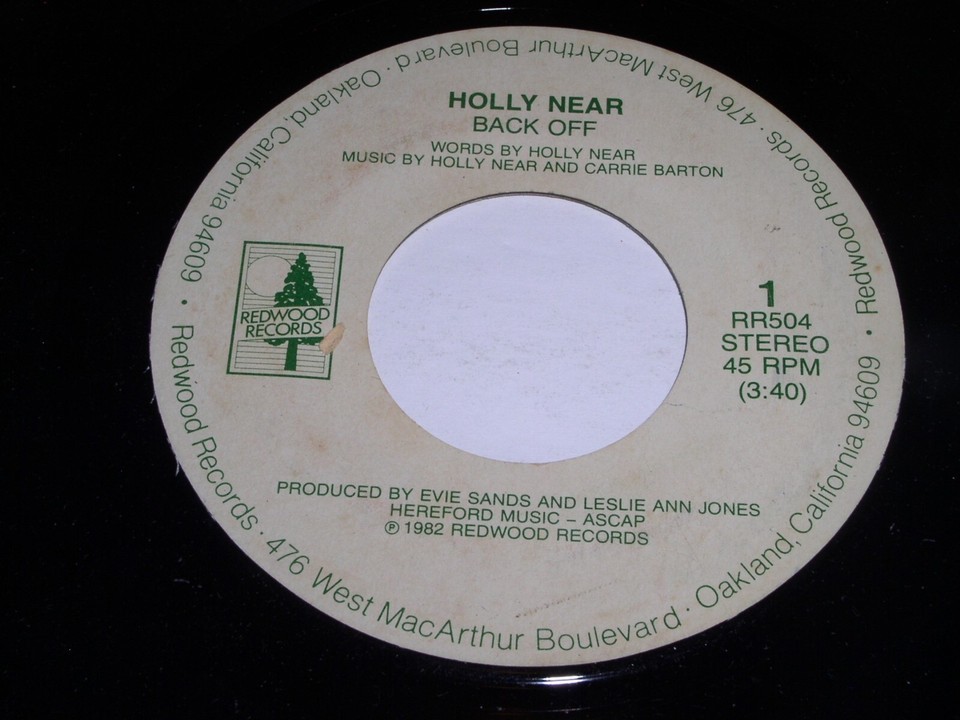 HOLLY NEAR
BACK OFF
WORDS BY HOLLY NEAR
MUSIC BY HOLLY NEAR AND CARRIE BARTON
REDWOOD
RECORDS
1
RR504
STEREO
45 RPM
(3:40)
PRODUCED BY EVIE SANDS AND LESLIE ANN JONES
HEREFORD MUSIC – ASCAP
℗ 1982 REDWOOD RECORDS
Redwood Records · 476 West MacArthur Boulevard · Oakland, California 94609 •
Redwood Records · 476 West MacArthur Boulevard · Oakland, California 94609 •